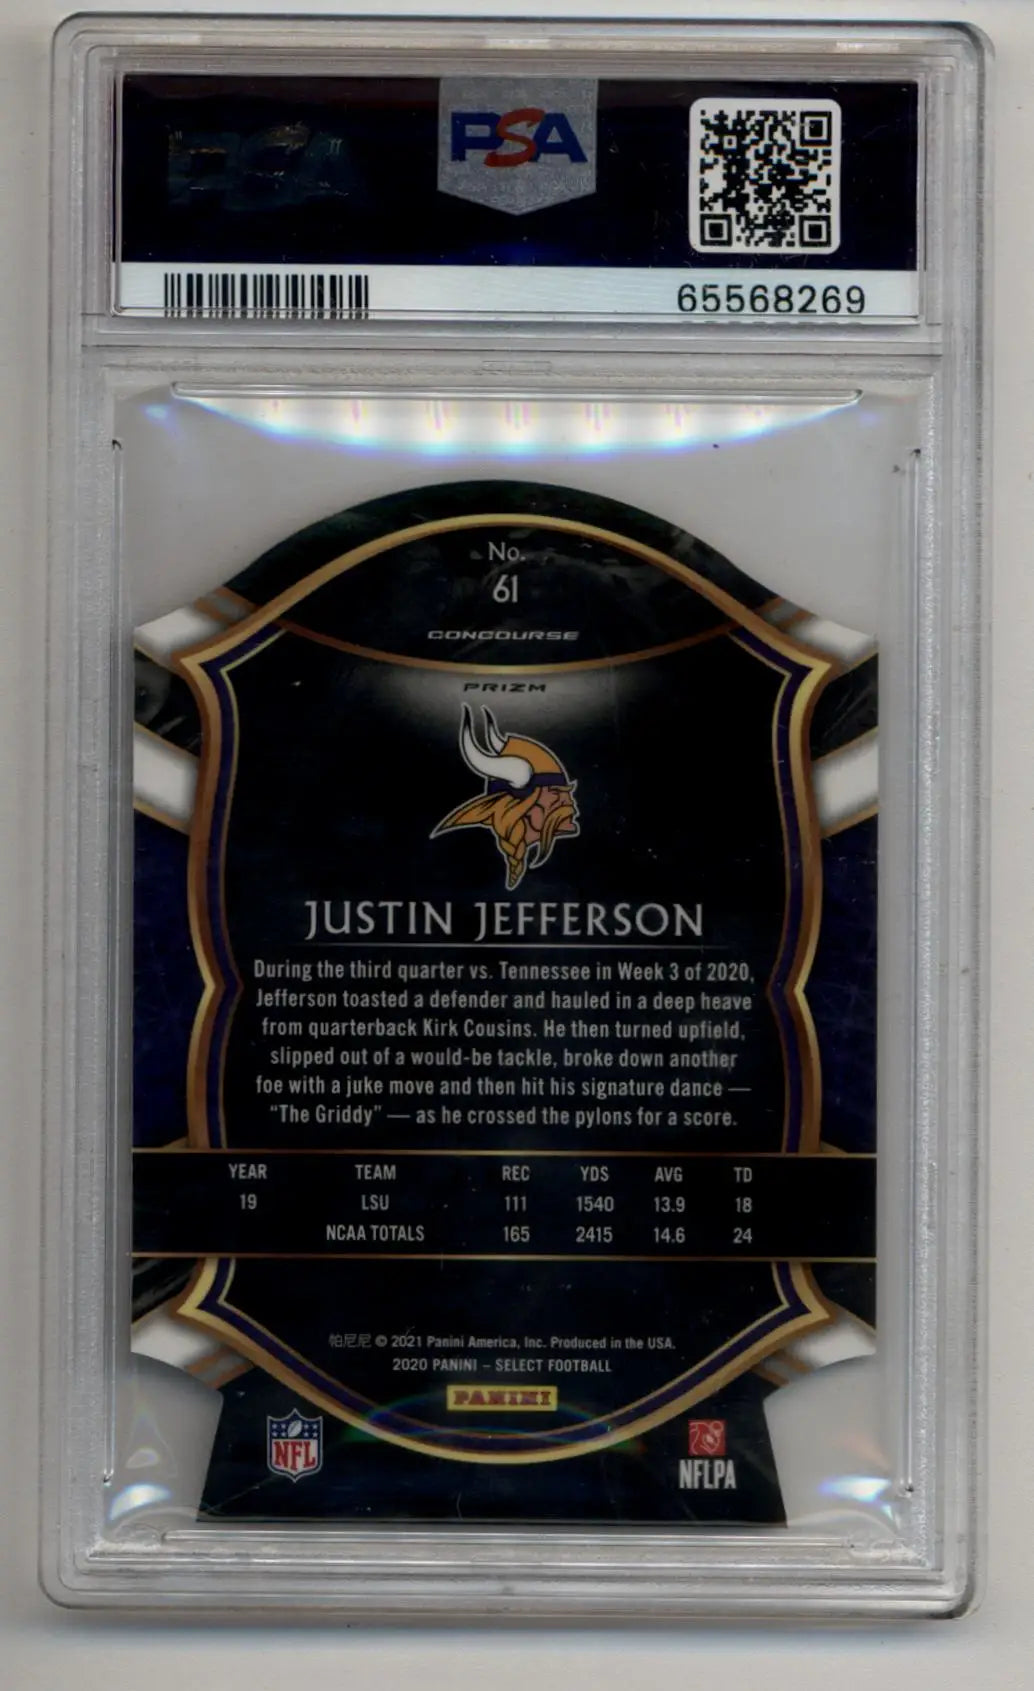 PSA
65568269
No.
61
CONCOURSE
PRIZM
JUSTIN JEFFERSON
During the third quarter vs. Tennessee in Week 3 of 2020,
Jefferson toasted a defender and hauled in a deep heave
from quarterback Kirk Cousins. He then turned upfield,
slipped out of a would-be tackle, broke down another
foe with a juke move and then hit his signature dance —
"The Griddy" — as he crossed the pylons for a score.
YEAR TEAM REC YDS AVG TD
19 LSU 111 1540 13.9 18
NCAA TOTALS 165 2415 14.6 24
帕尼尼 © 2021 Panini America, Inc. Produced in the USA.
2020 PANINI – SELECT FOOTBALL
PANINI
NFL
NFLPA